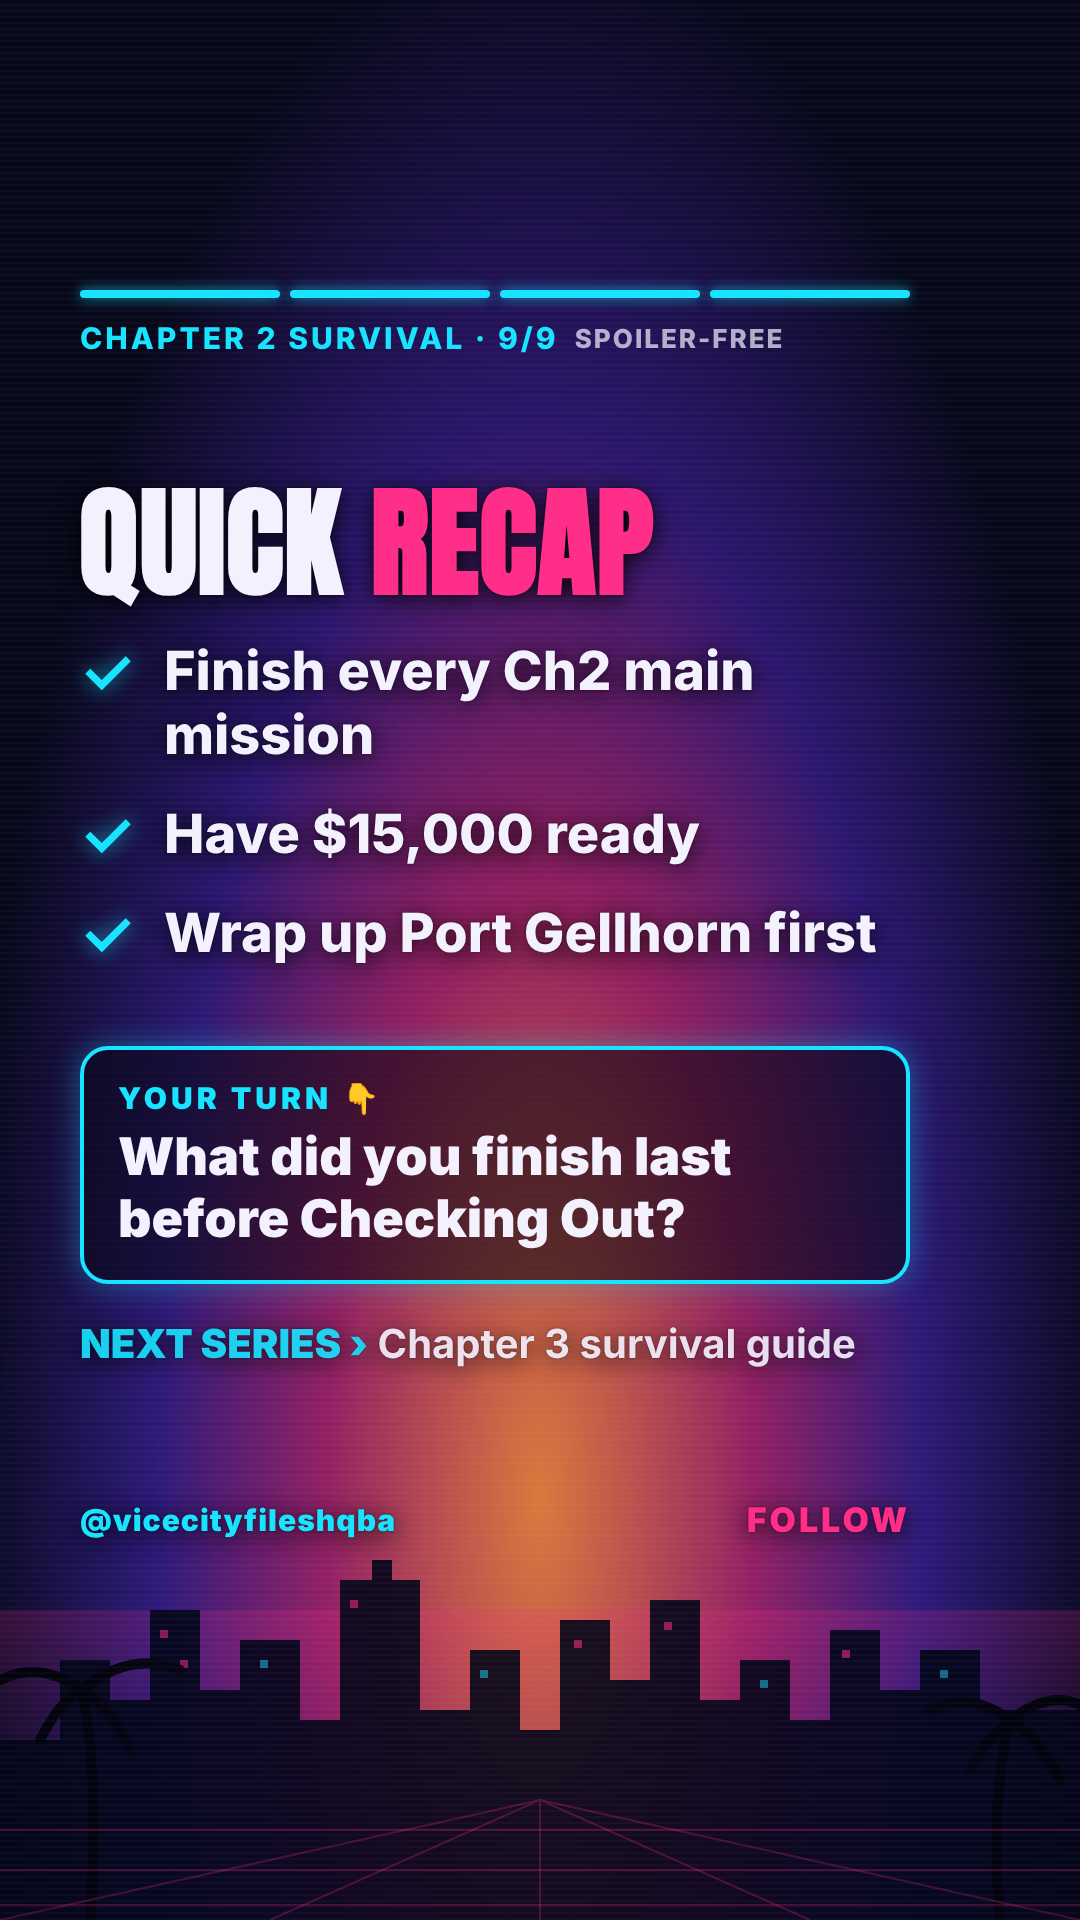 CHAPTER 2 SURVIVAL · 9/9 SPOILER-FREE
QUICK RECAP
Finish every Ch2 main
mission
Have $15,000 ready
Wrap up Port Gellhorn first
YOUR TURN 👇
What did you finish last
before Checking Out?
NEXT SERIES › Chapter 3 survival guide
@vicecityfileshqba
FOLLOW